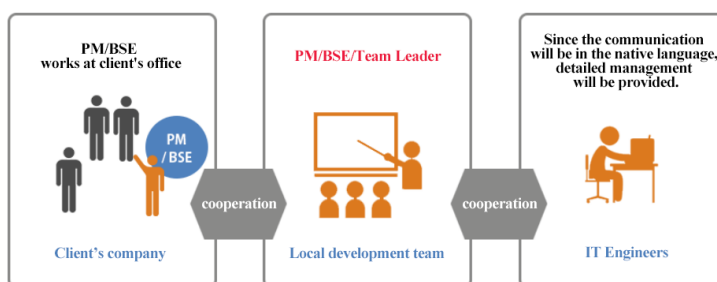 PM/BSE
works at client's office
PM
/ BSE
Client's company
cooperation
PM/BSE/Team Leader
Local development team
cooperation
Since the communication
will be in the native language,
detailed management
will be provided.
IT Engineers